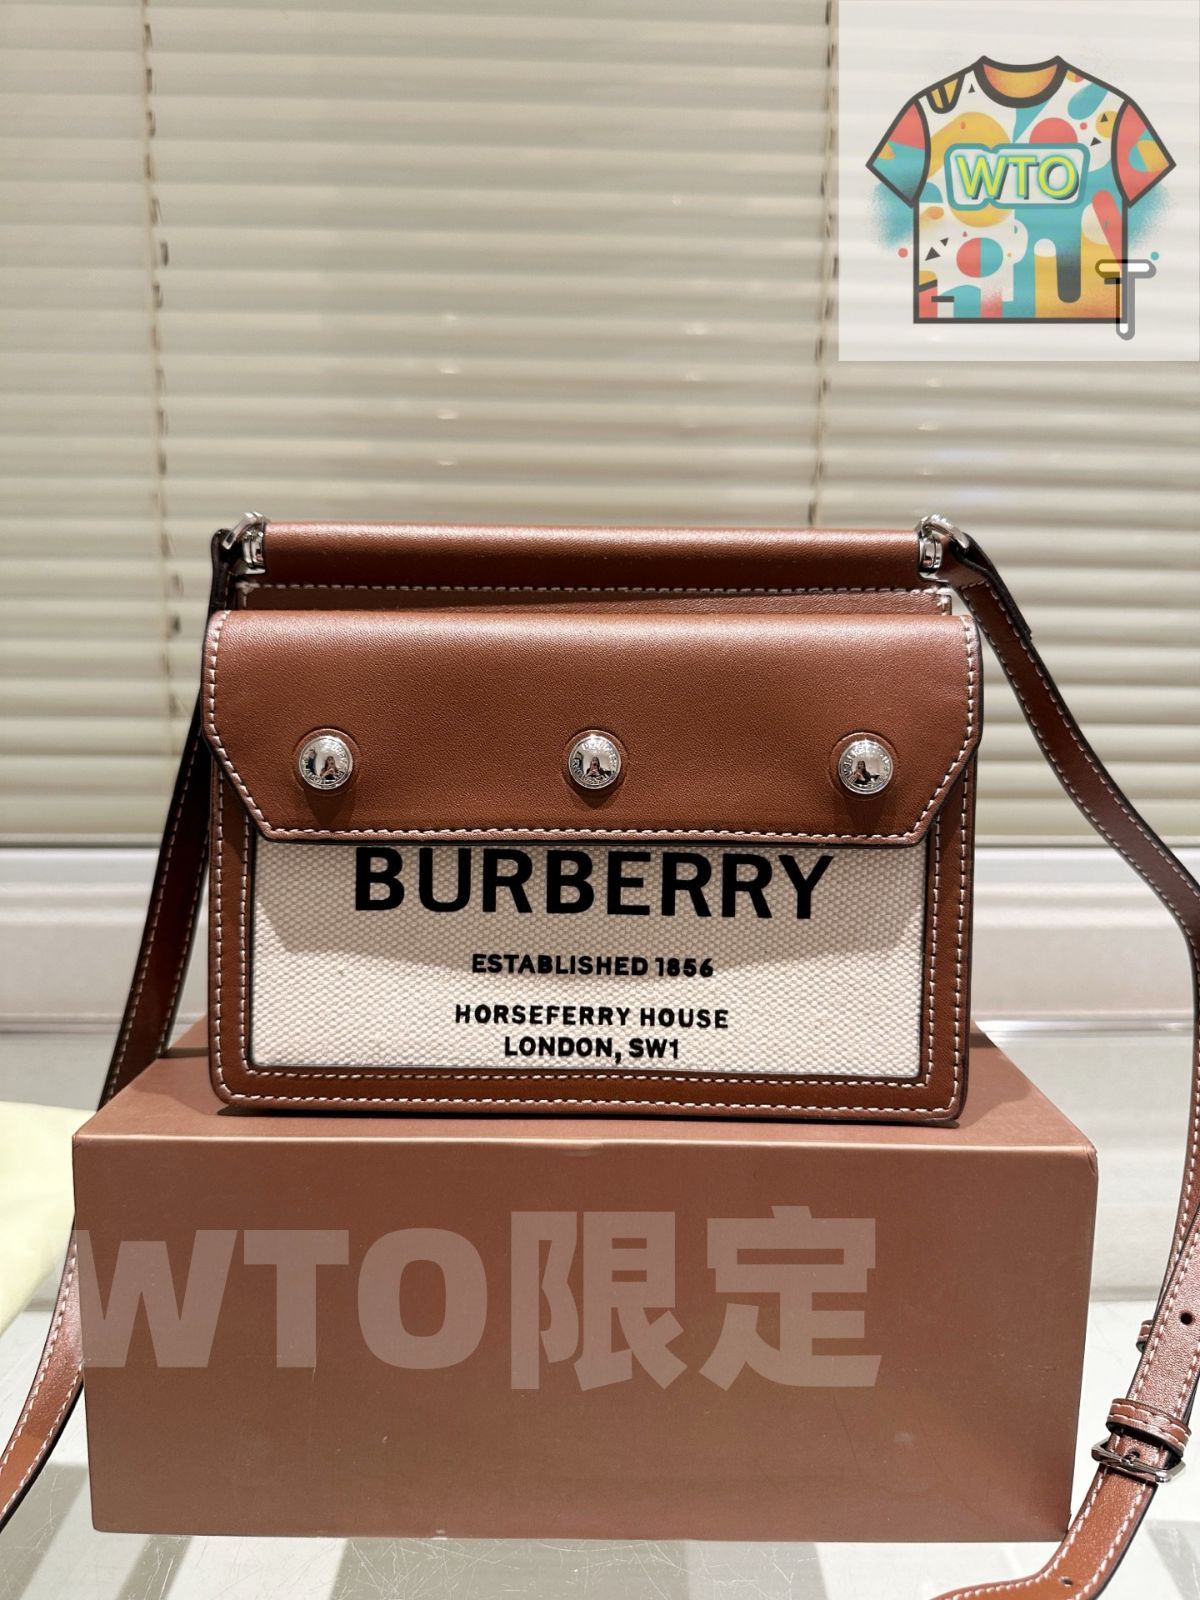 WTO
T
BURBERRY
ESTABLISHED 1856
HORSEFERRY HOUSE
LONDON, SW1
WTO限定